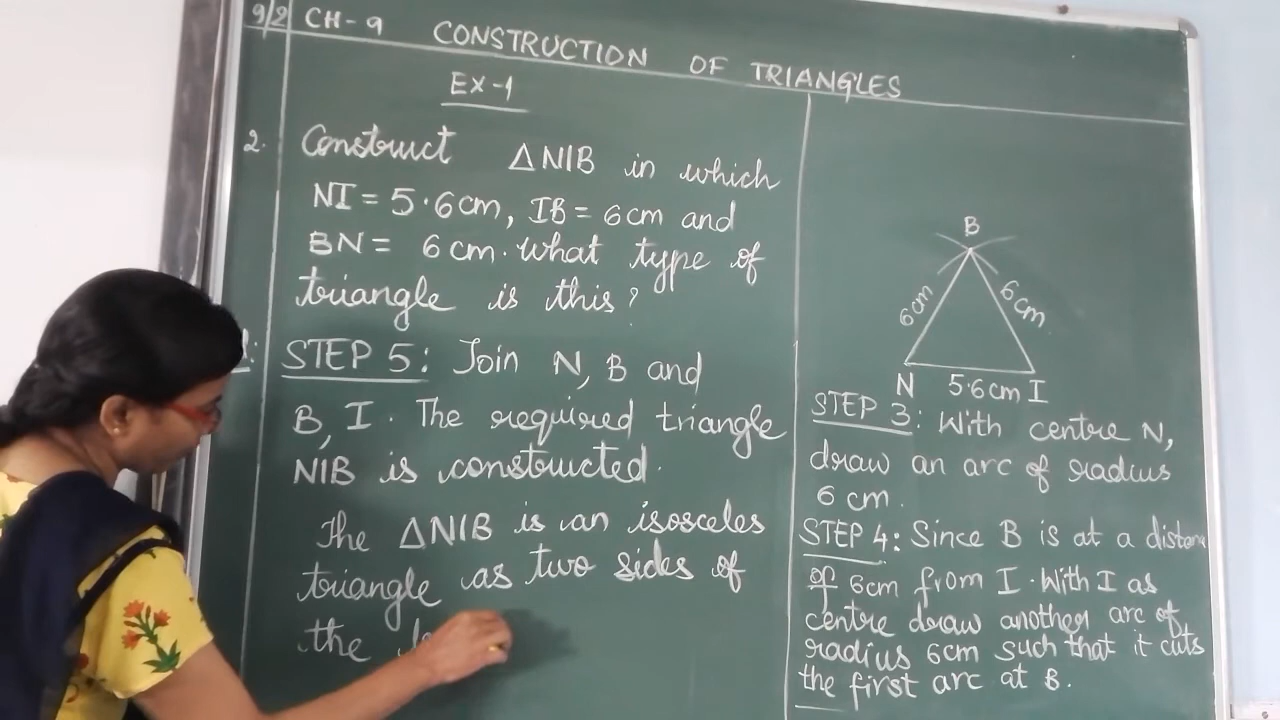 9/2 CH-9 CONSTRUCTION OF TRIANGLES
EX-1
2. Construct △NIB in which
NI = 5.6cm, IB = 6cm and
BN = 6cm. What type of
triangle is this?
STEP 5: Join N, B and
B, I. The required triangle
NIB is constructed.
The △NIB is an isosceles
triangle as two sides of
the
B
6cm
6cm
N 5.6cm I
STEP 3: With centre N,
draw an arc of radius
6 cm.
STEP 4: Since B is at a distance
of 6cm from I. With I as
centre draw another arc of
radius 6cm such that it cuts
the first arc at B.